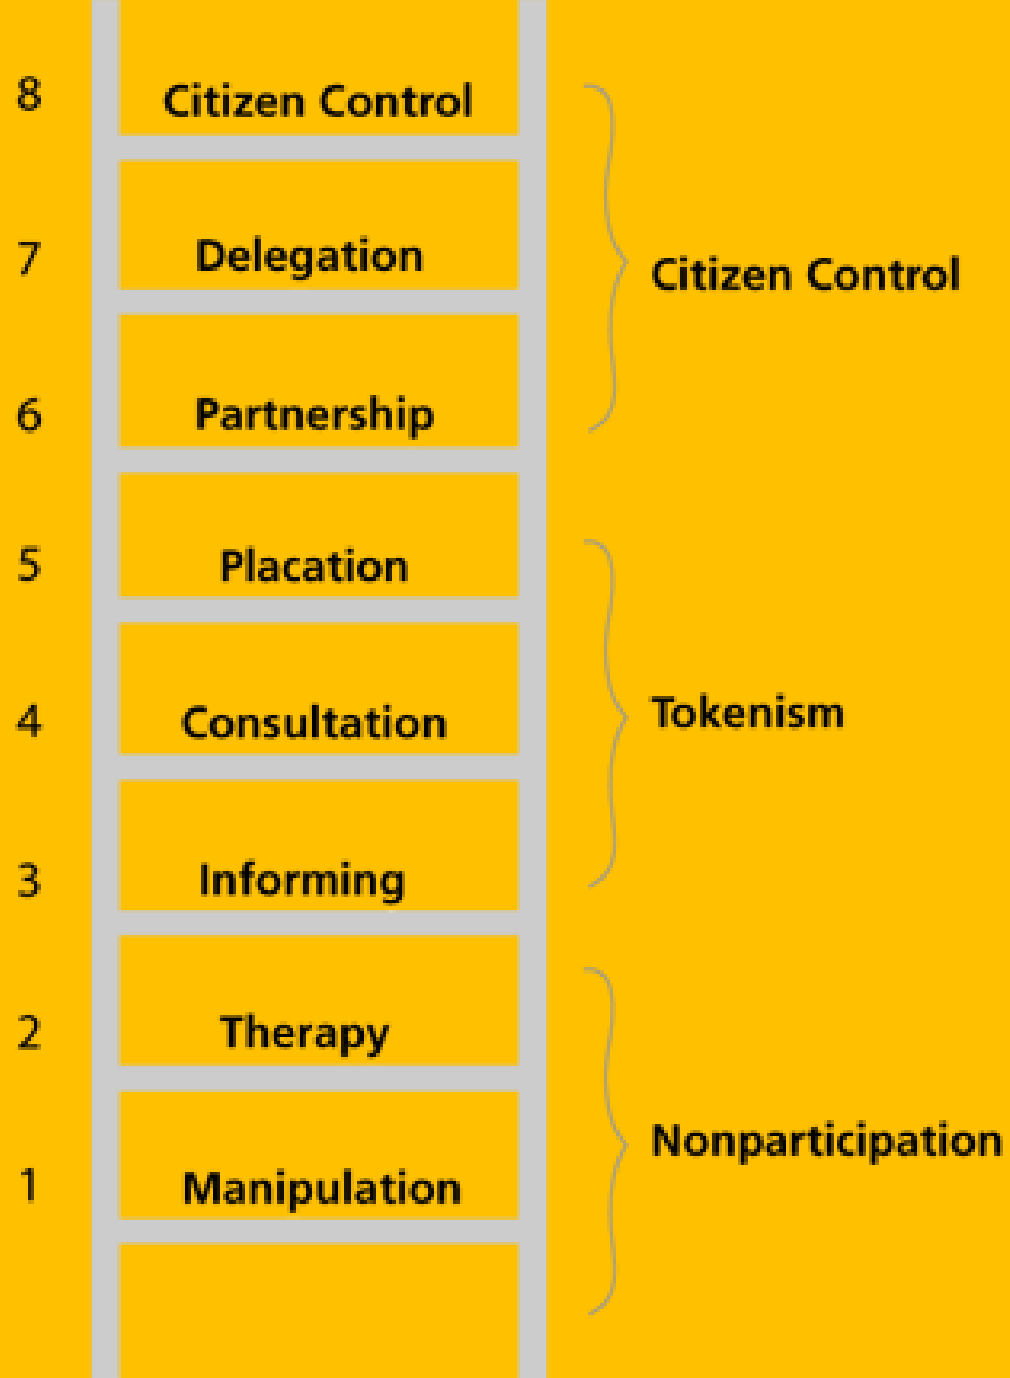 8 Citizen Control
7 Delegation
Citizen Control
6 Partnership
5 Placation
4 Consultation
Tokenism
3 Informing
2 Therapy
Nonparticipation
1 Manipulation